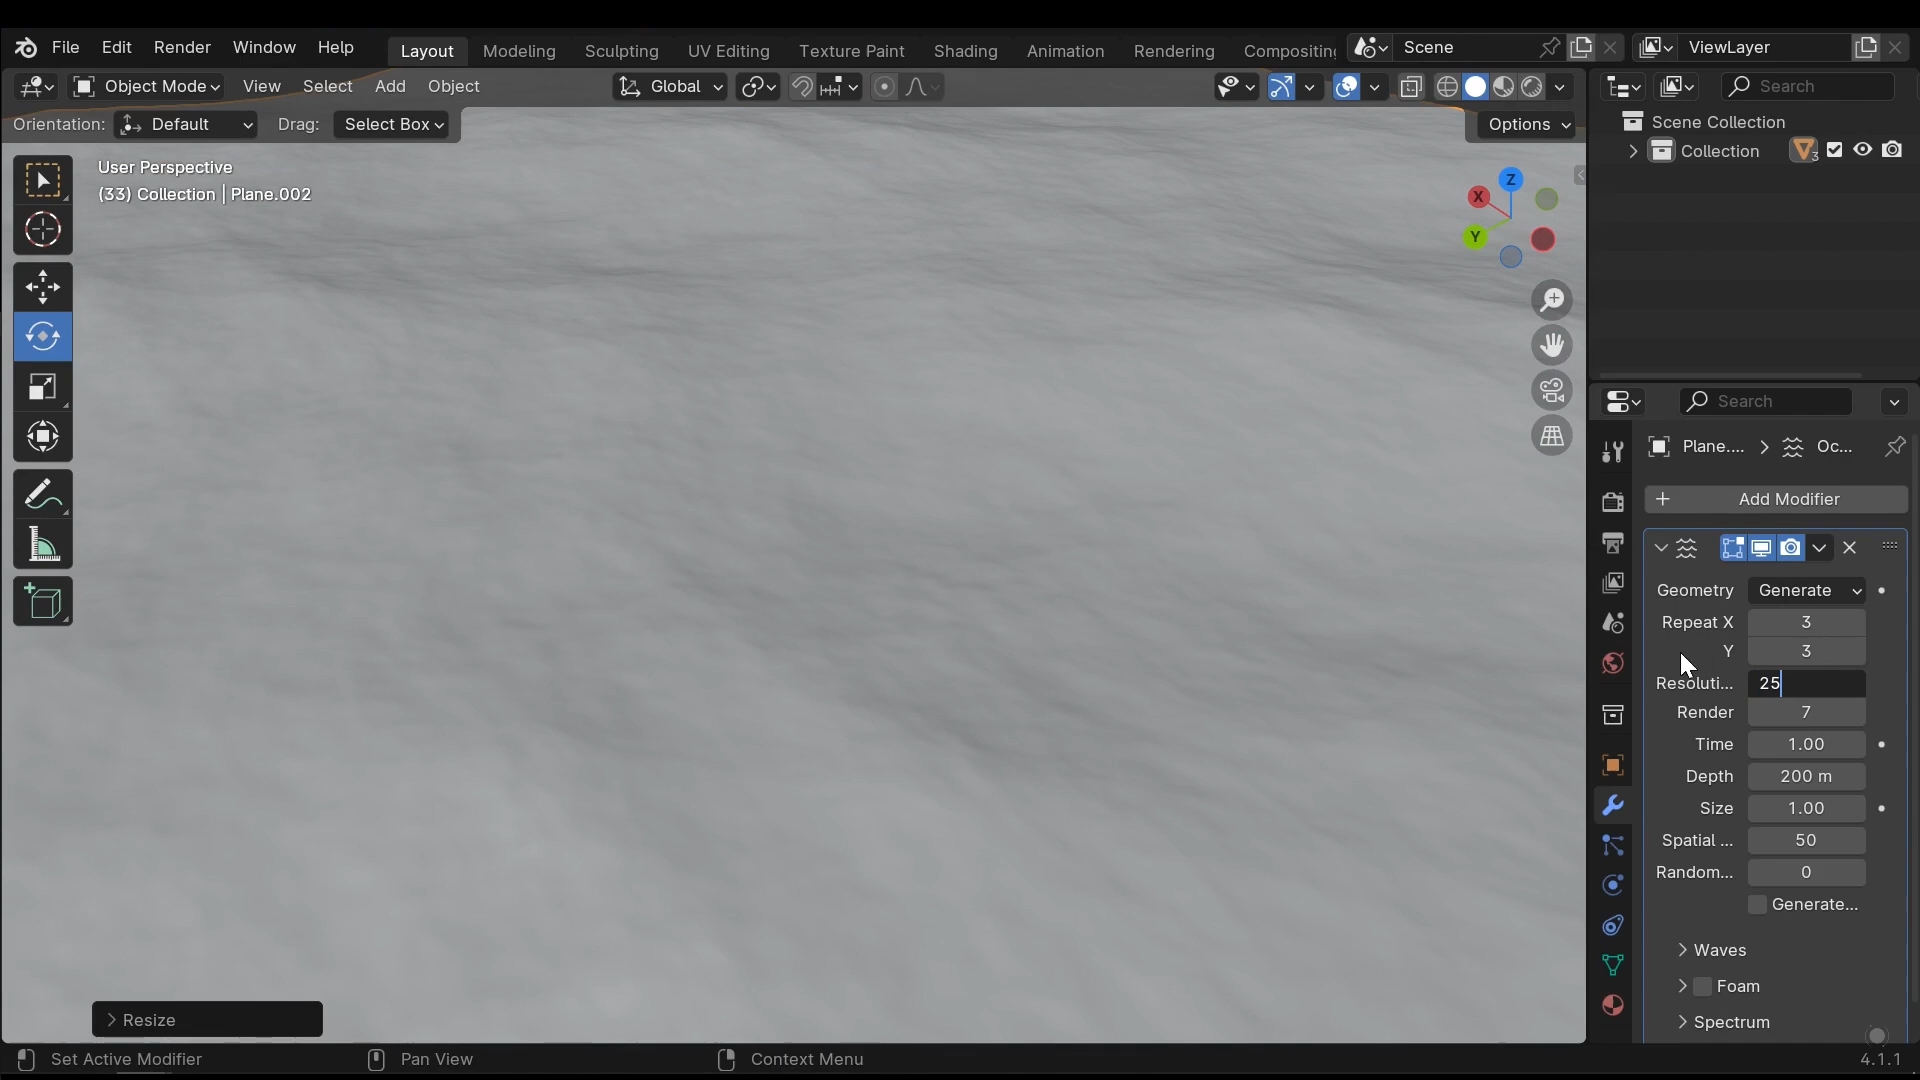 File Edit Render Window Help Layout Modeling Sculpting UV Editing Texture Paint Shading Animation Rendering Compositing Scene ViewLayer
Object Mode View Select Add Object Global Search
Orientation: Default Drag: Select Box Options
Scene Collection
Collection 3
User Perspective
(33) Collection | Plane.002
Z
X
Y
Search
Plane.... Oc...
Add Modifier
Geometry Generate
Repeat X 3
Y 3
Resoluti... 25
Render 7
Time 1.00
Depth 200 m
Size 1.00
Spatial ... 50
Random... 0
Generate...
Waves
Foam
Spectrum
Resize
Set Active Modifier Pan View Context Menu 4.1.1